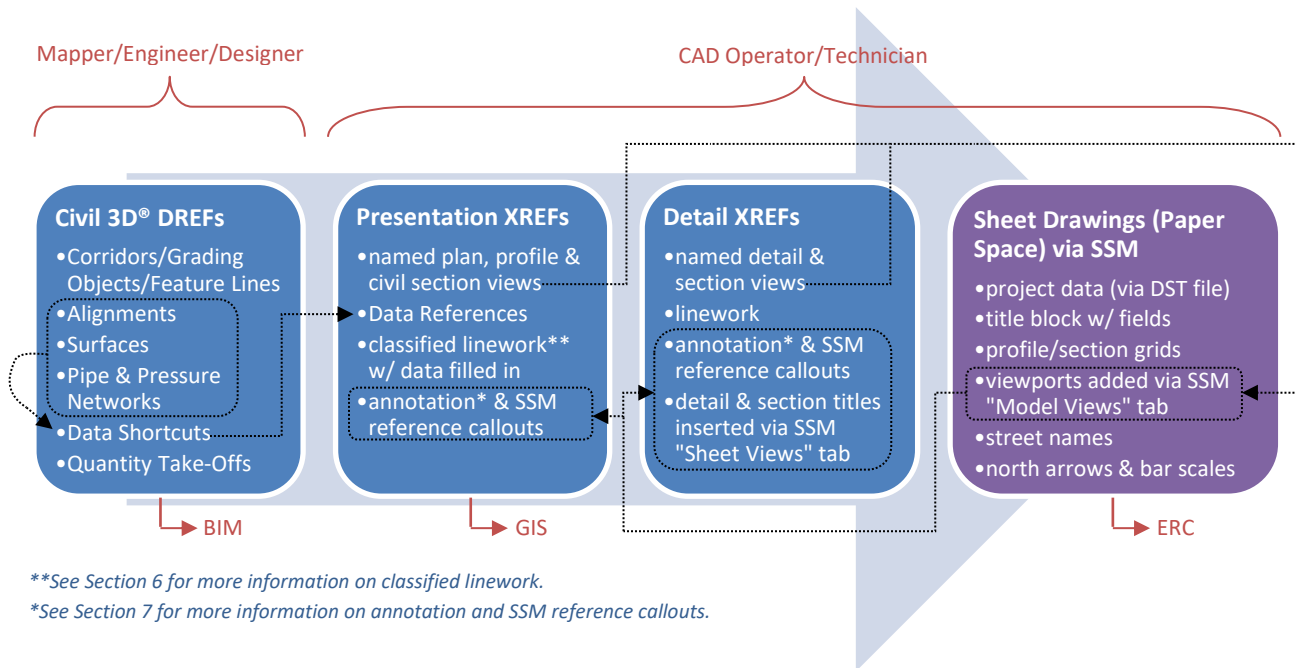 Mapper/Engineer/Designer
CAD Operator/Technician
Civil 3D® DREFs
•Corridors/Grading
Objects/Feature Lines
•Alignments
•Surfaces
•Pipe & Pressure
Networks
•Data Shortcuts
•Quantity Take-Offs
Presentation XREFs
•named plan, profile &
civil section views
•Data References
•classified linework**
w/ data filled in
•annotation* & SSM
reference callouts
Detail XREFs
•named detail &
section views
•linework
•annotation* & SSM
reference callouts
•detail & section titles
inserted via SSM
"Sheet Views" tab
Sheet Drawings (Paper
Space) via SSM
•project data (via DST file)
•title block w/ fields
•profile/section grids
•viewports added via SSM
"Model Views" tab
•street names
•north arrows & bar scales
BIM
GIS
ERC
**See Section 6 for more information on classified linework.
*See Section 7 for more information on annotation and SSM reference callouts.